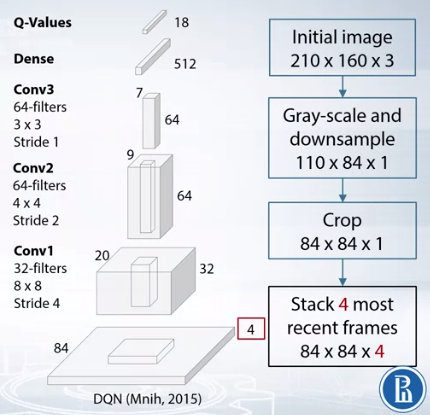 Q-Values
18
Dense
512
Conv3
64-filters
3 x 3
Stride 1
7
64
Conv2
64-filters
4 x 4
Stride 2
9
64
Conv1
32-filters
8 x 8
Stride 4
20
32
84
4
DQN (Mnih, 2015)
Initial image
210 x 160 x 3
Gray-scale and
downsample
110 x 84 x 1
Crop
84 x 84 x 1
Stack 4 most
recent frames
84 x 84 x 4